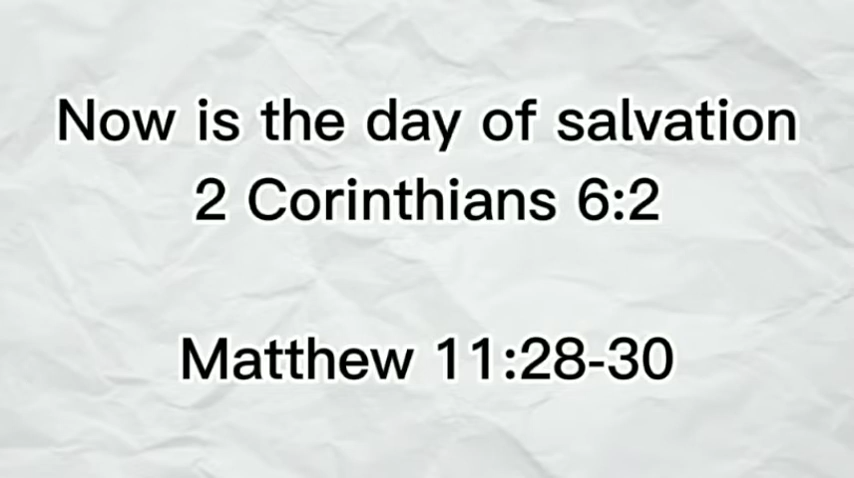 Now is the day of salvation
2 Corinthians 6:2
Matthew 11:28-30